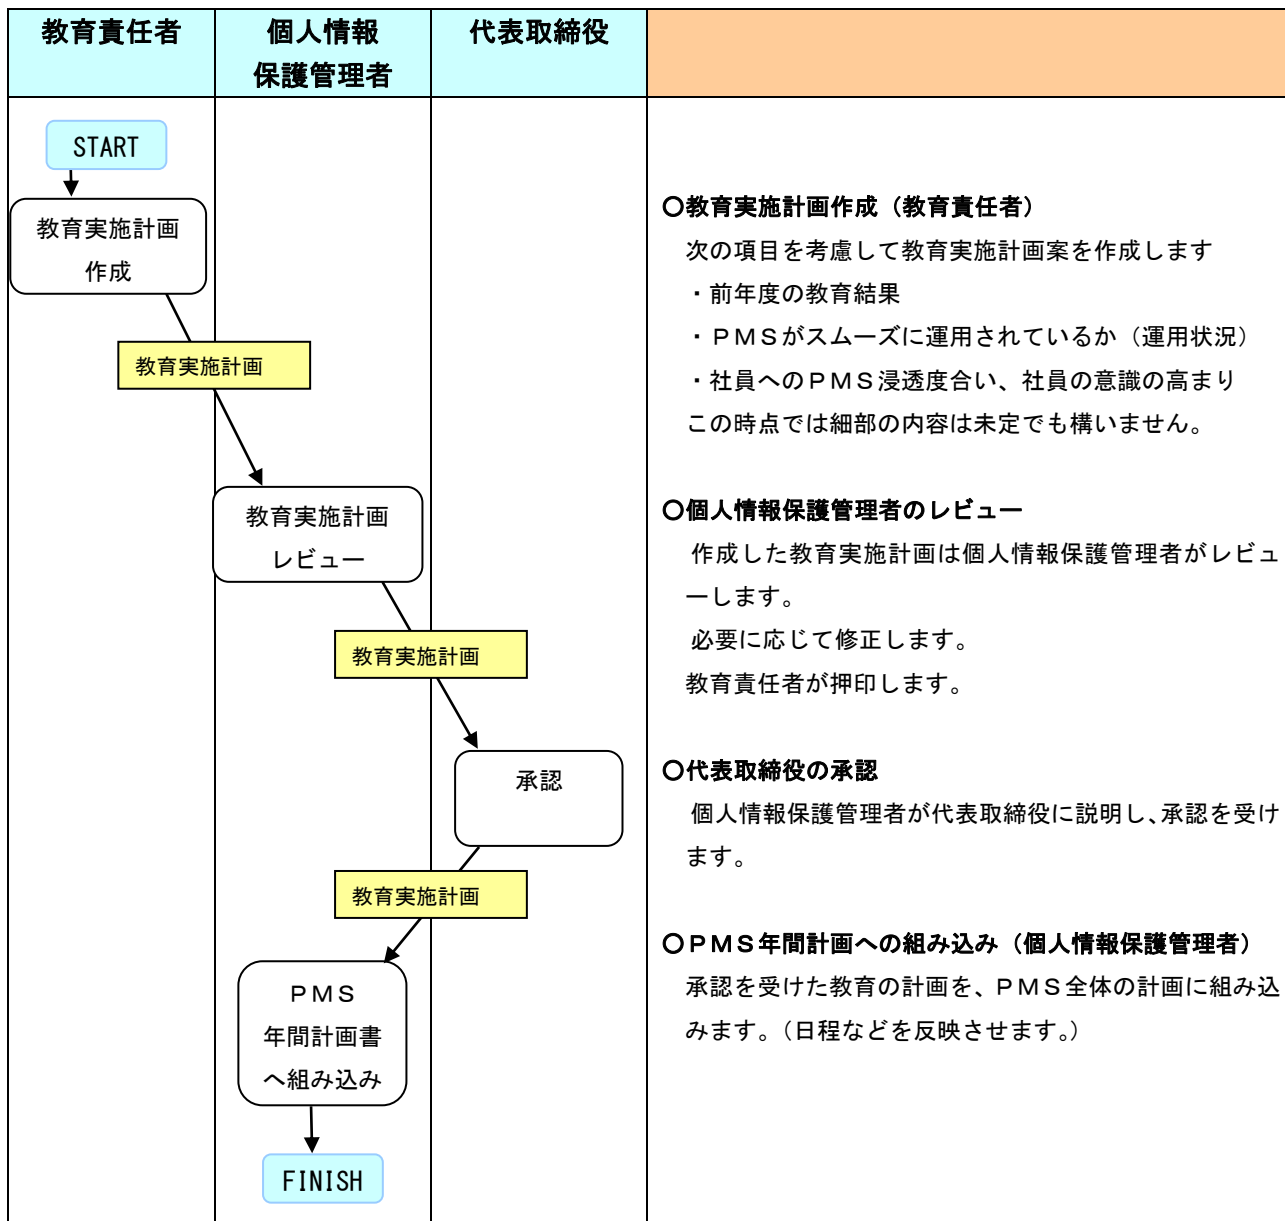 教育責任者
個人情報
保護管理者
代表取締役
START
教育実施計画
作成
教育実施計画
教育実施計画
レビュー
教育実施計画
承認
教育実施計画
PMS
年間計画書
へ組み込み
FINISH
〇教育実施計画作成（教育責任者）
次の項目を考慮して教育実施計画案を作成します
・前年度の教育結果
・ＰＭＳがスムーズに運用されているか（運用状況）
・社員へのＰＭＳ浸透度合い、社員の意識の高まり
この時点では細部の内容は未定でも構いません。
〇個人情報保護管理者のレビュー
作成した教育実施計画は個人情報保護管理者がレビュ
ーします。
必要に応じて修正します。
教育責任者が押印します。
〇代表取締役の承認
個人情報保護管理者が代表取締役に説明し、承認を受け
ます。
〇ＰＭＳ年間計画への組み込み（個人情報保護管理者）
承認を受けた教育の計画を、ＰＭＳ全体の計画に組み込
みます。（日程などを反映させます。）